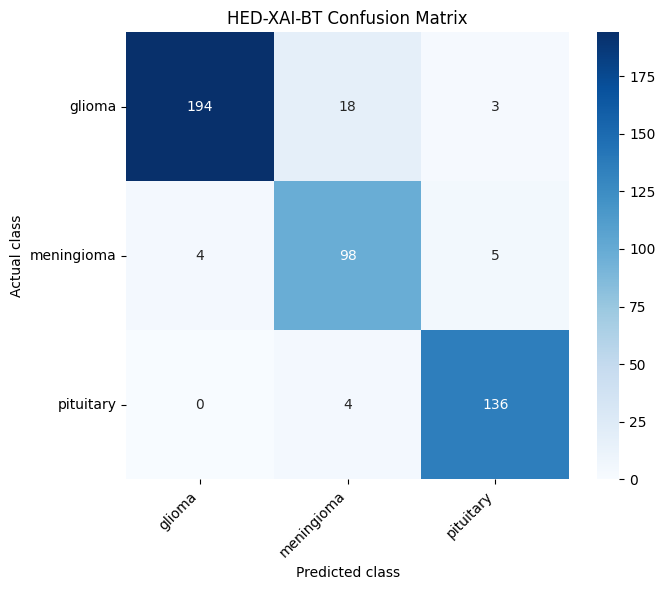 HED-XAI-BT Confusion Matrix
Actual class
glioma 194 18 3
meningioma 4 98 5
pituitary 0 4 136
glioma meningioma pituitary
Predicted class
175
150
125
100
75
50
25
0